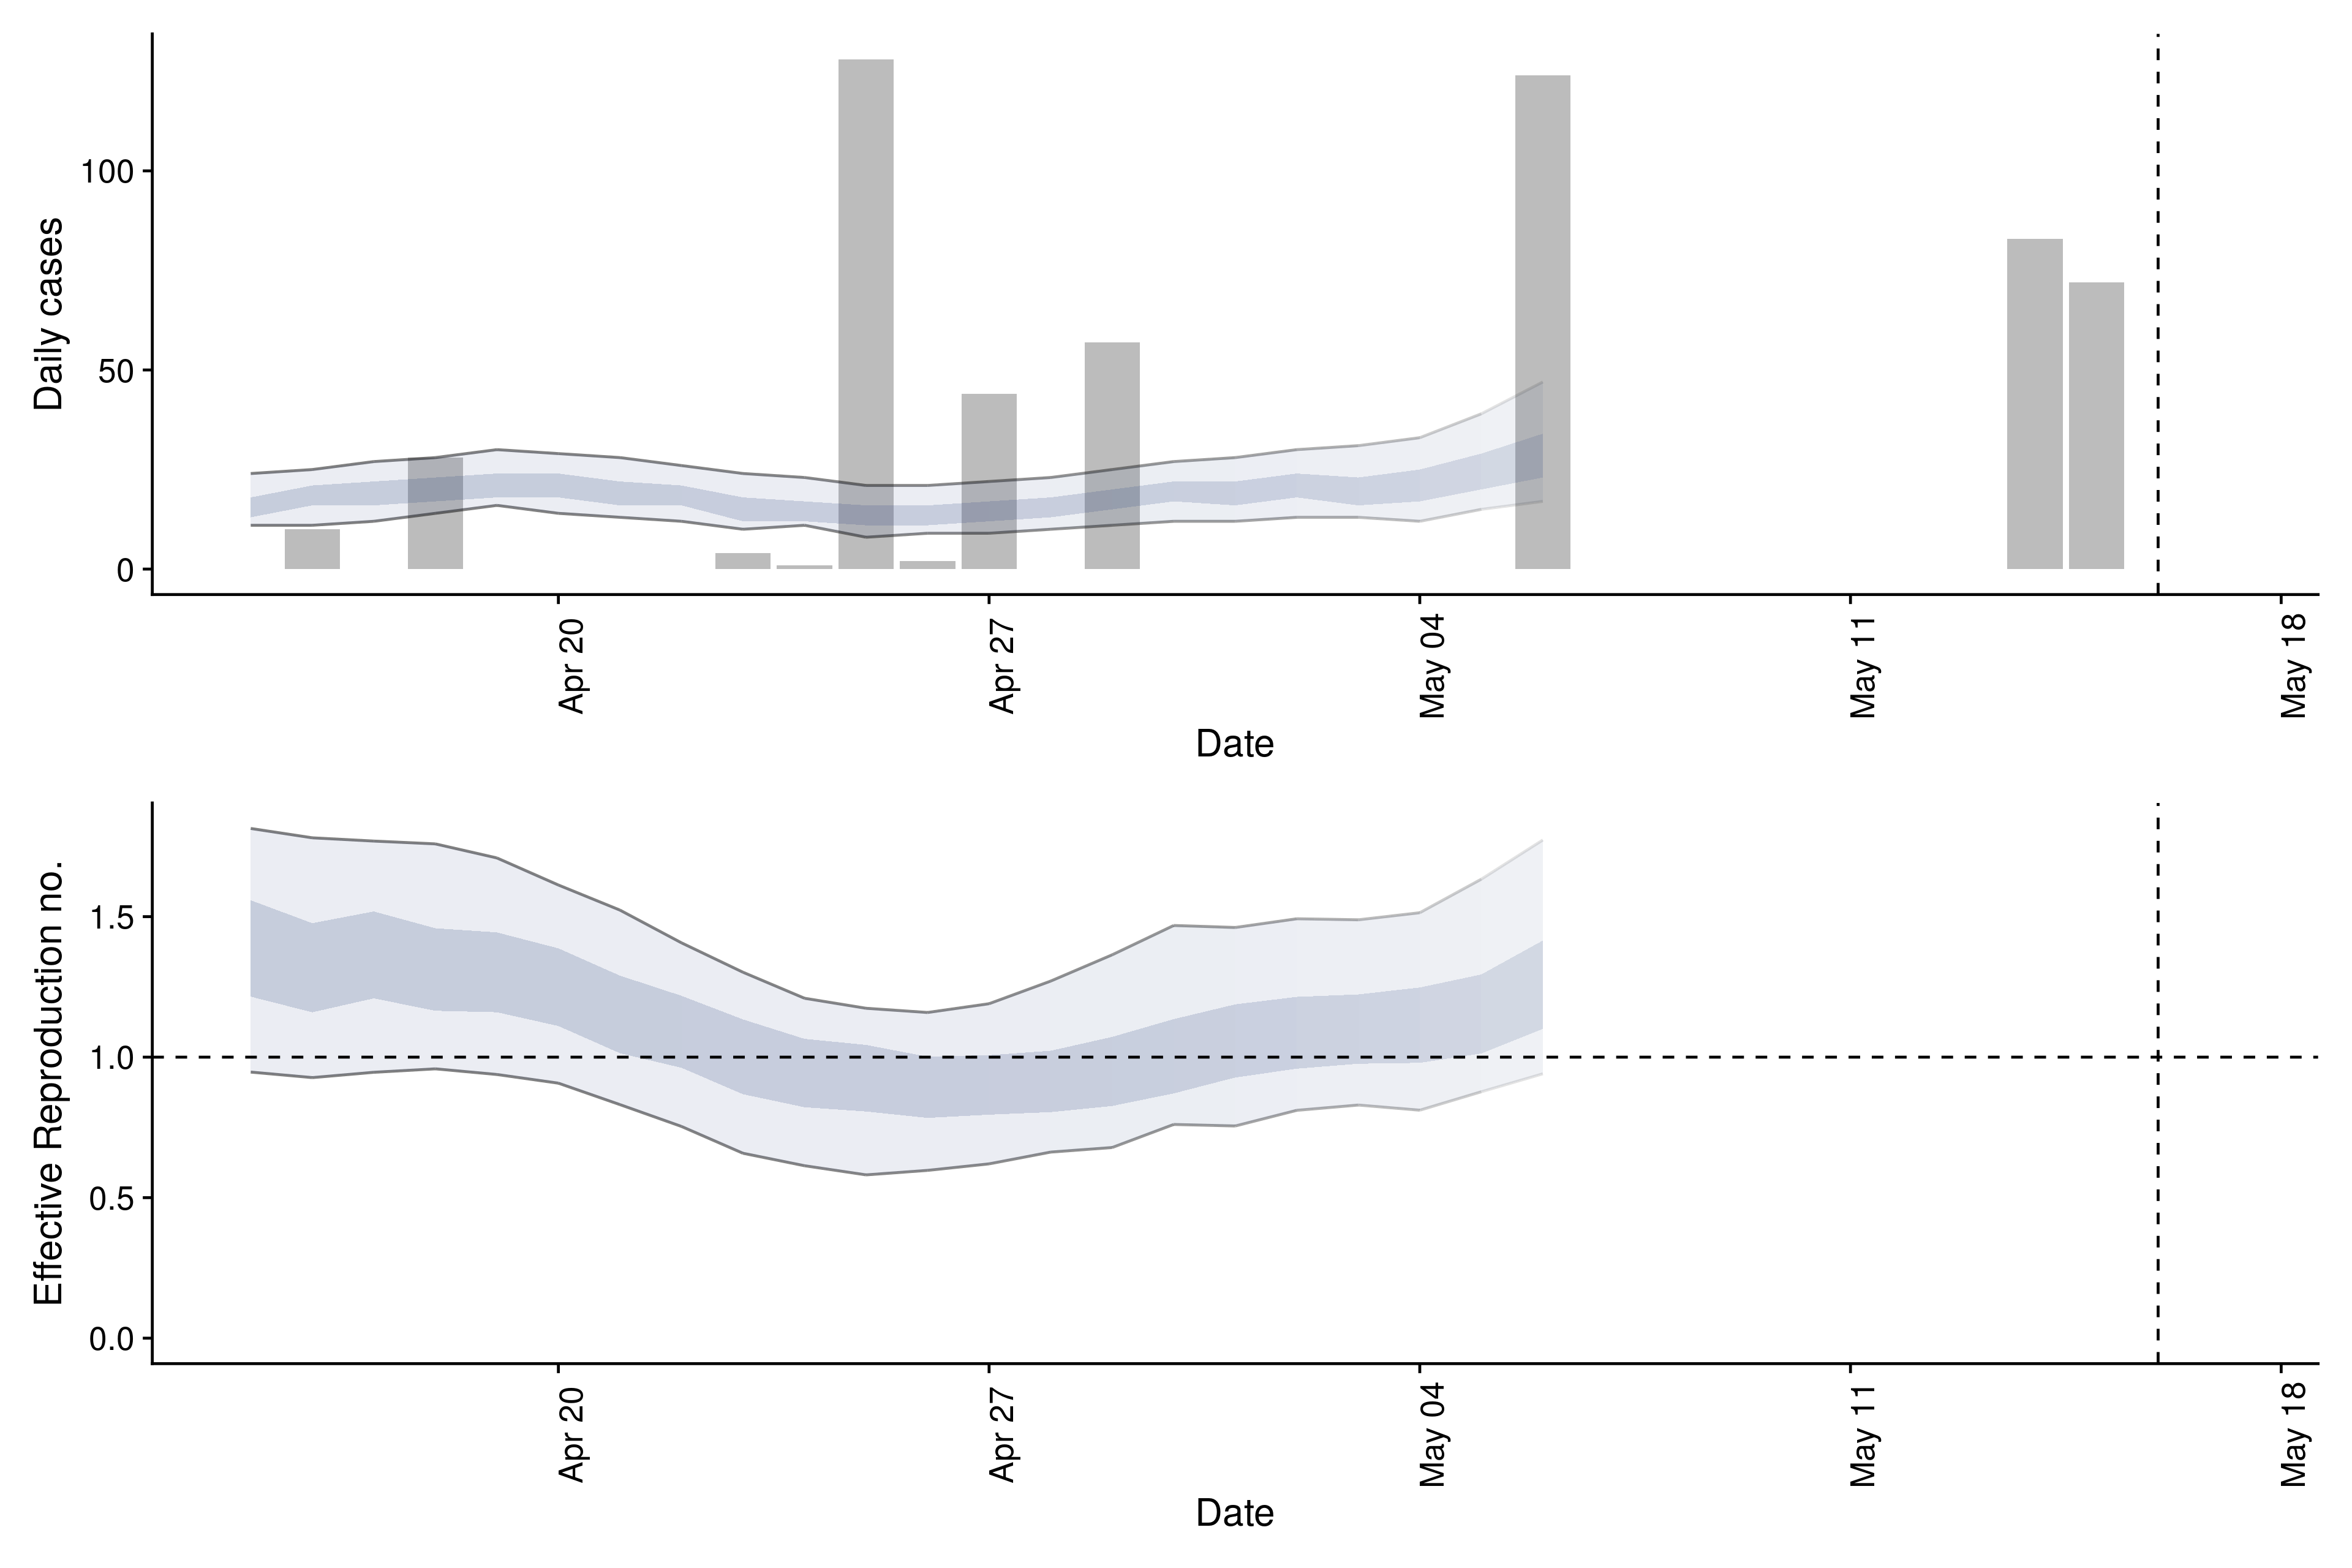 Daily cases
100
50
0
Apr 20
Apr 27
May 04
May 11
May 18
Date
Effective Reproduction no.
1.5
1.0
0.5
0.0
Apr 20
Apr 27
May 04
May 11
May 18
Date